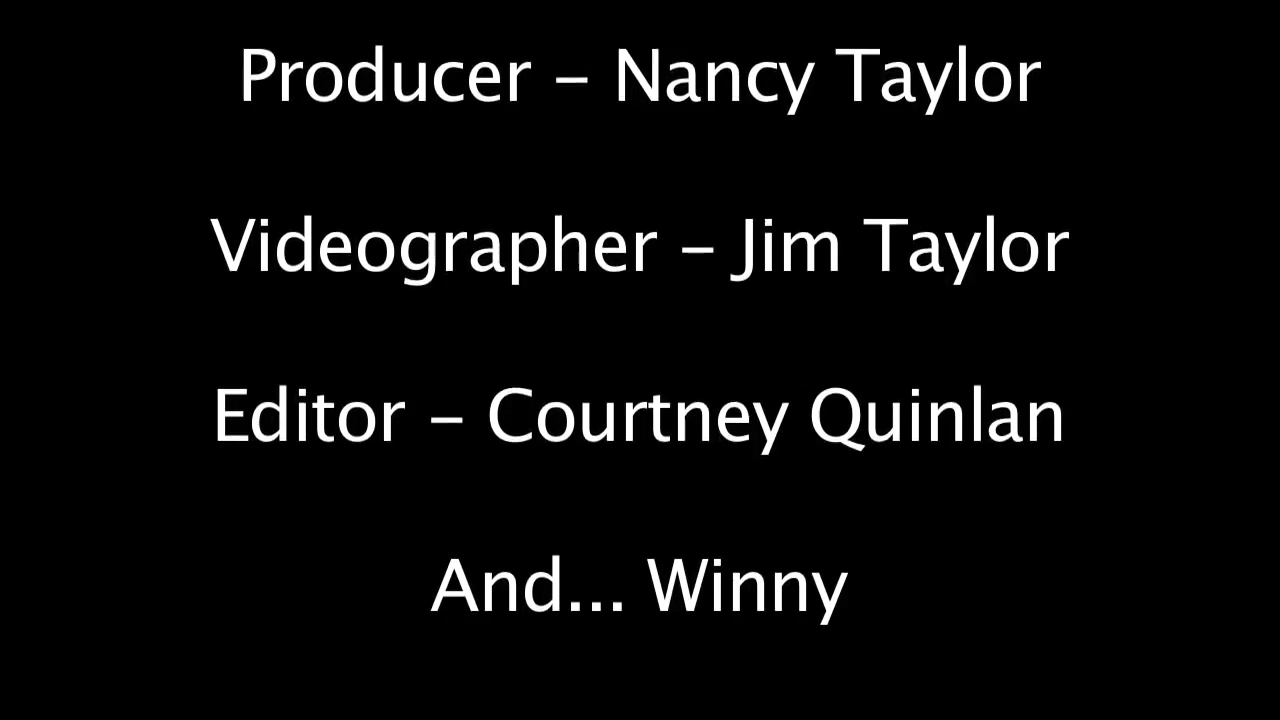 Producer - Nancy Taylor
Videographer - Jim Taylor
Editor - Courtney Quinlan
And... Winny